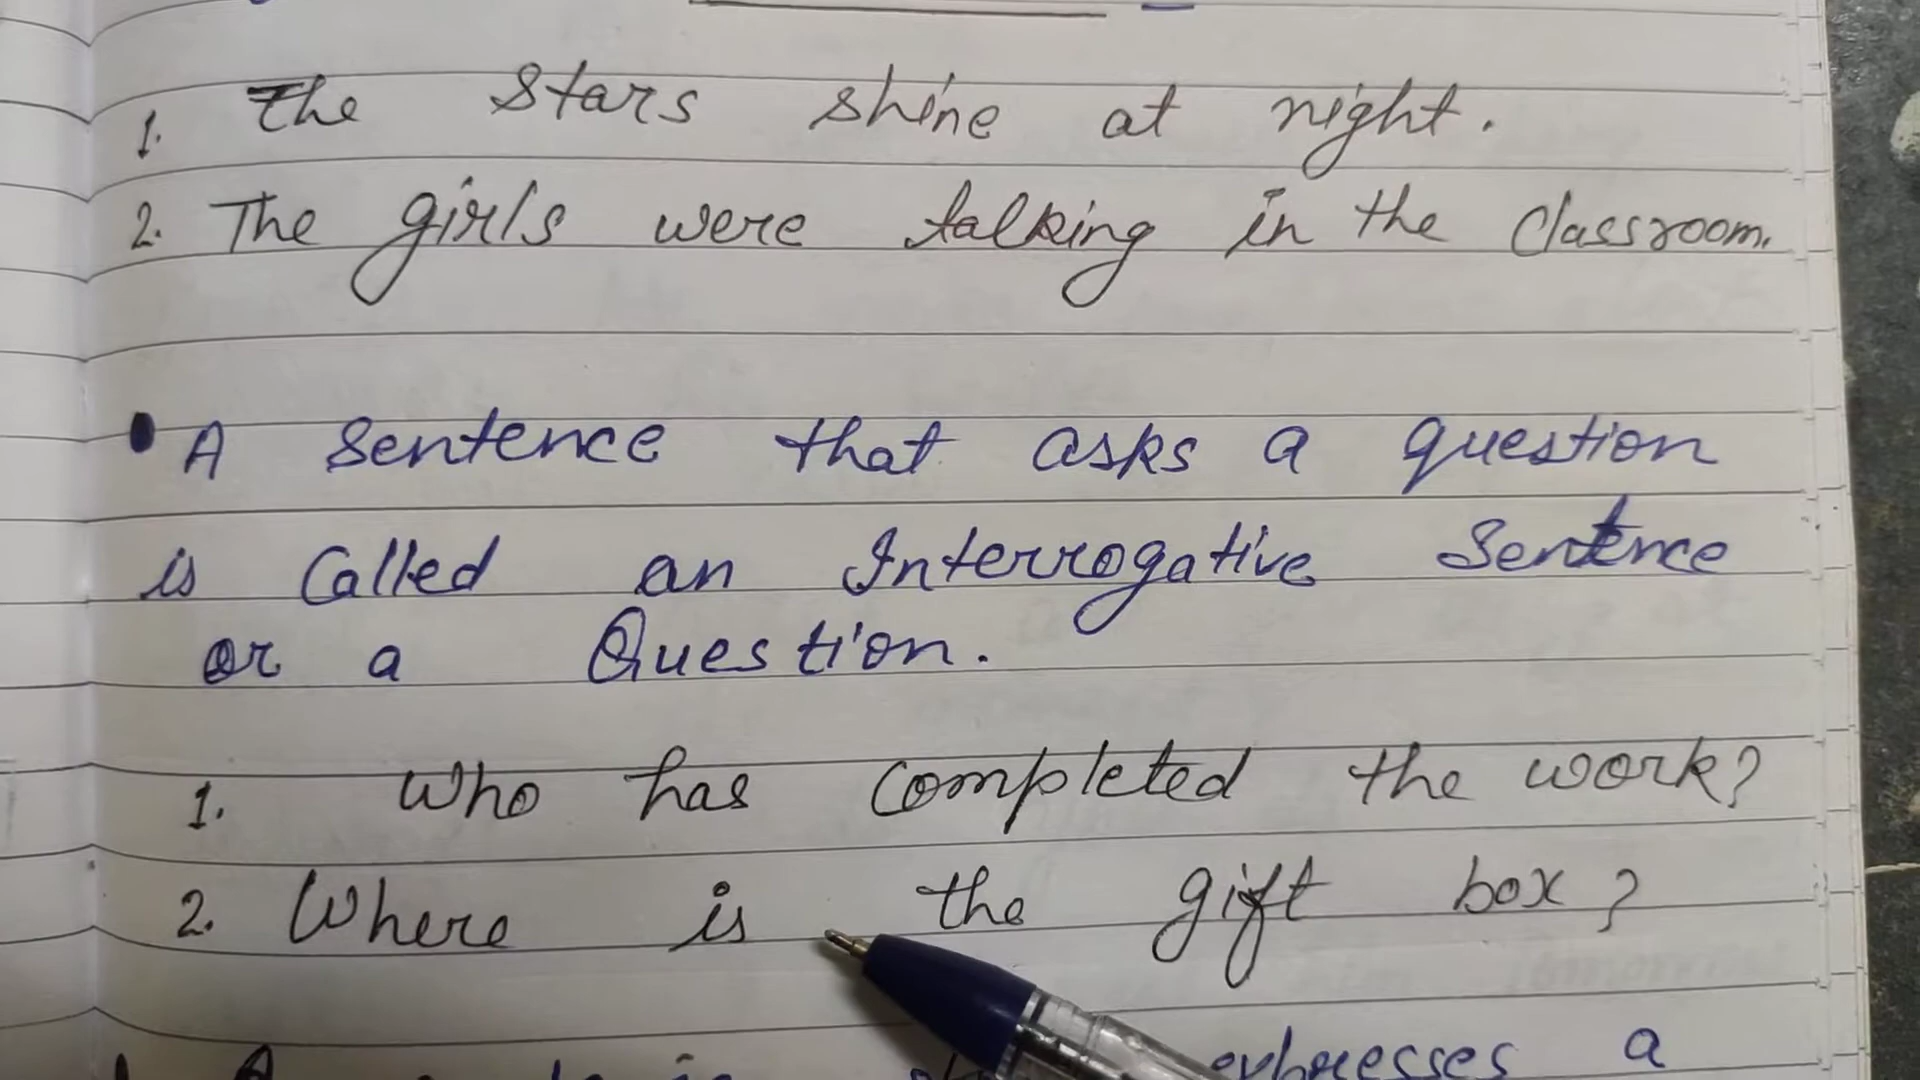 1. The Stars shine at night.
2. The girls were talking in the Classroom.
• A Sentence that asks a question
is Called an Interrogative Sentence
or a Question.
1. Who has Completed the work?
2. Where is the gift box?
expresses a